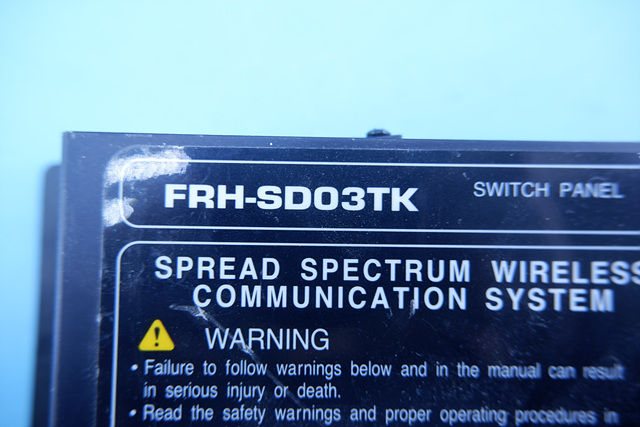 FRH-SD03TK
SWITCH PANEL
SPREAD SPECTRUM WIRELESS
COMMUNICATION SYSTEM
WARNING
• Failure to follow warnings below and in the manual can result
in serious injury or death.
• Read the safety warnings and proper operating procedures in